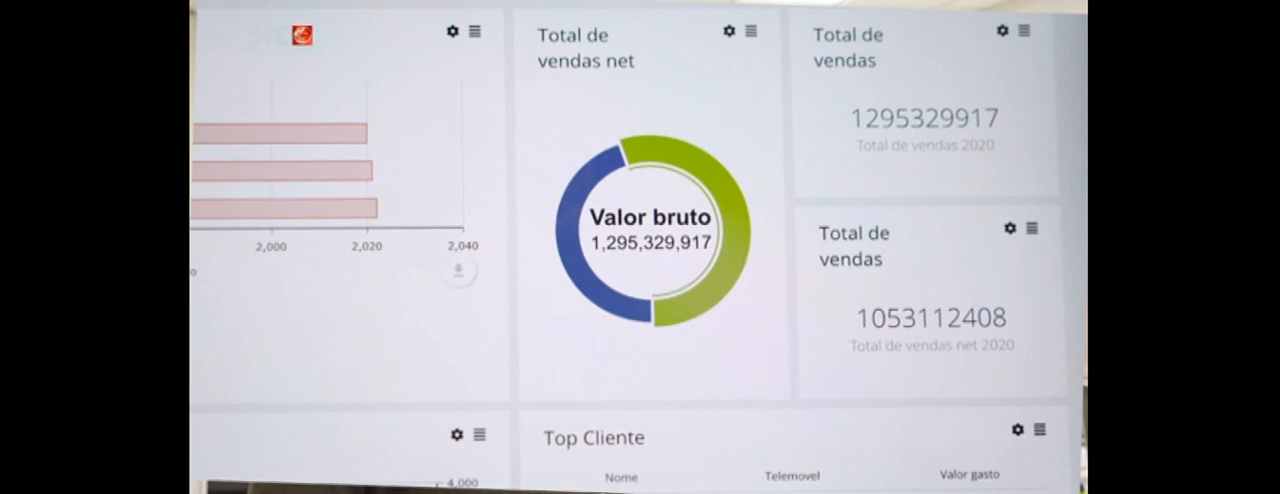 Total de
vendas net
Total de
vendas
1295329917
Total de vendas 2020
Valor bruto
1,295,329,917
2,000
2,020
2,040
Total de
vendas
1053112408
Total de vendas net 2020
Top Cliente
Nome
Telemovel
Valor gasto
4,000